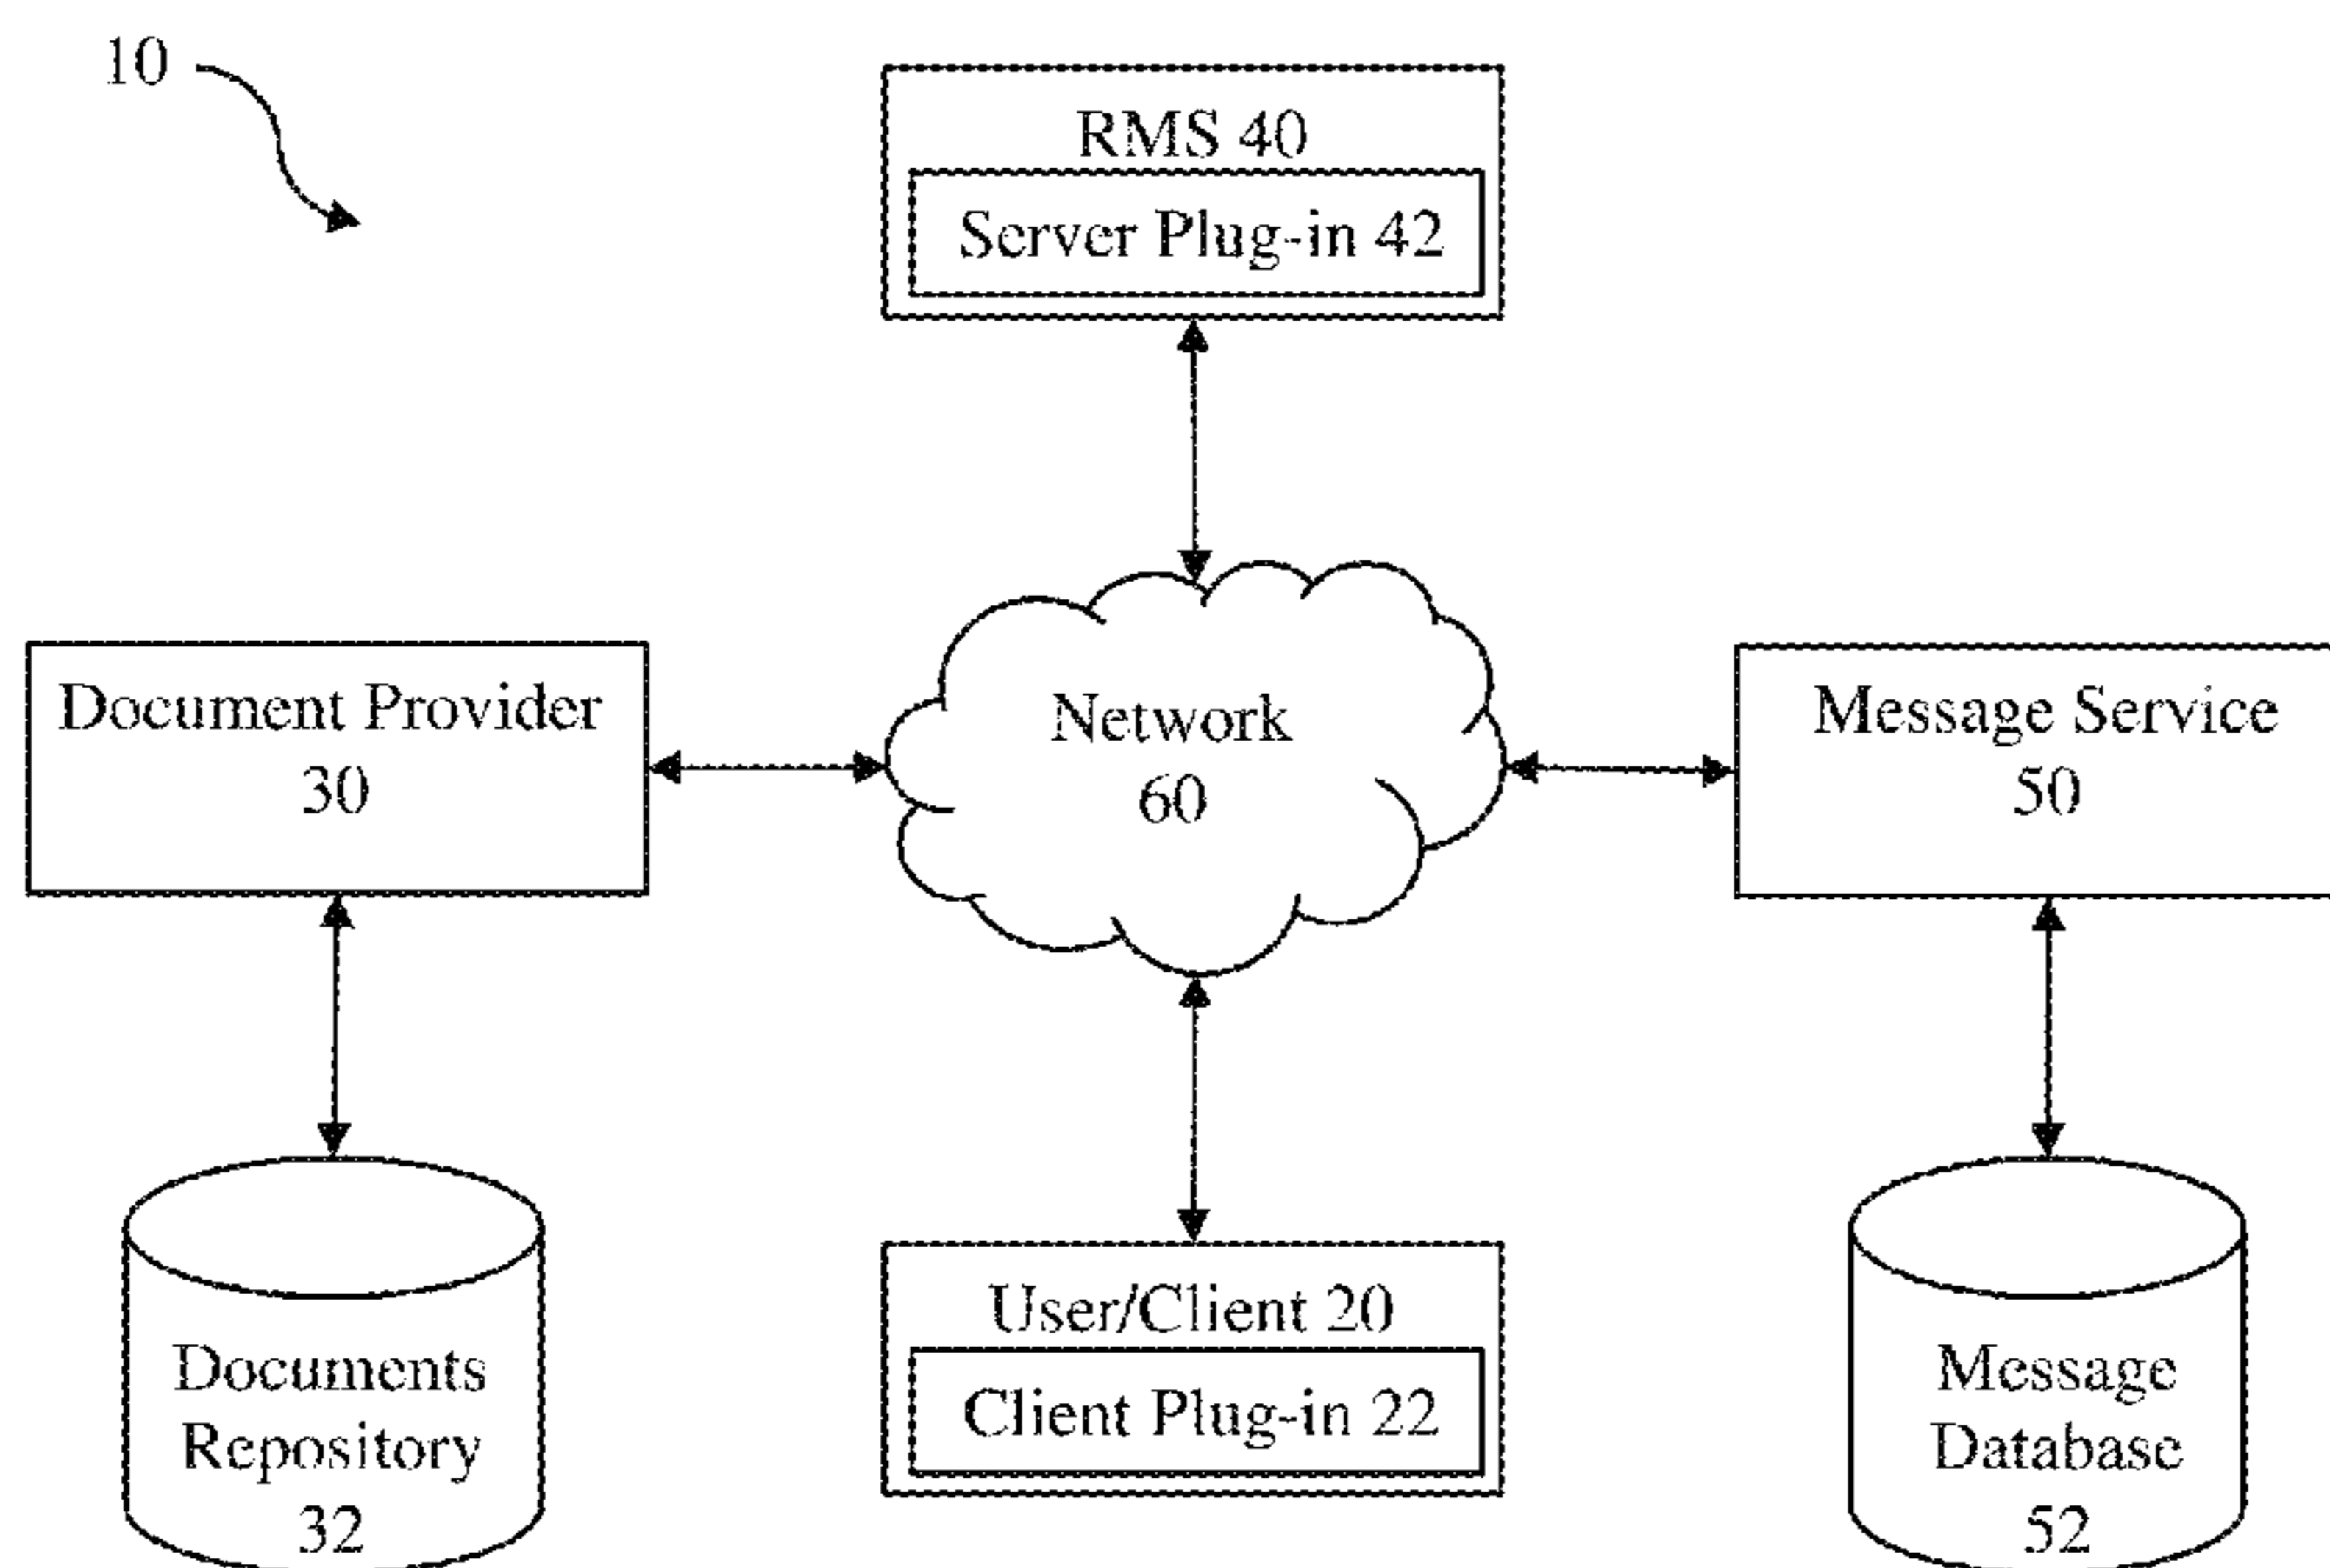 10
RMS 40
Server Plug-in 42
Document Provider
30
Network
60
Message Service
50
User/Client 20
Client Plug-in 22
Documents
Repository
32
Message
Database
52